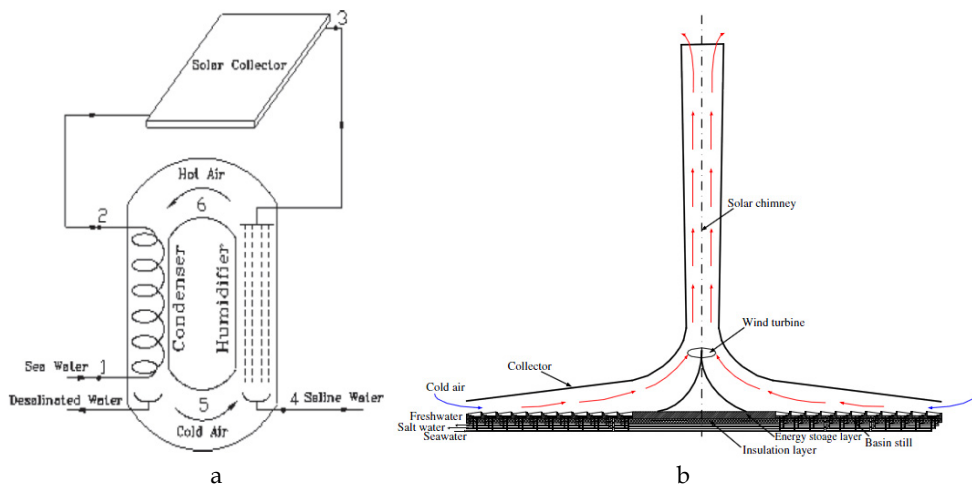 3
Solar Collector
Hot Air
6
2
Condenser
Humidifier
Sea Water
1
Desalinated Water
5
4
Saline Water
Cold Air
a
Solar chimney
Wind turbine
Collector
Cold air
Freshwater
Salt water
Seawater
Energy stoage layer
Basin still
Insulation layer
b